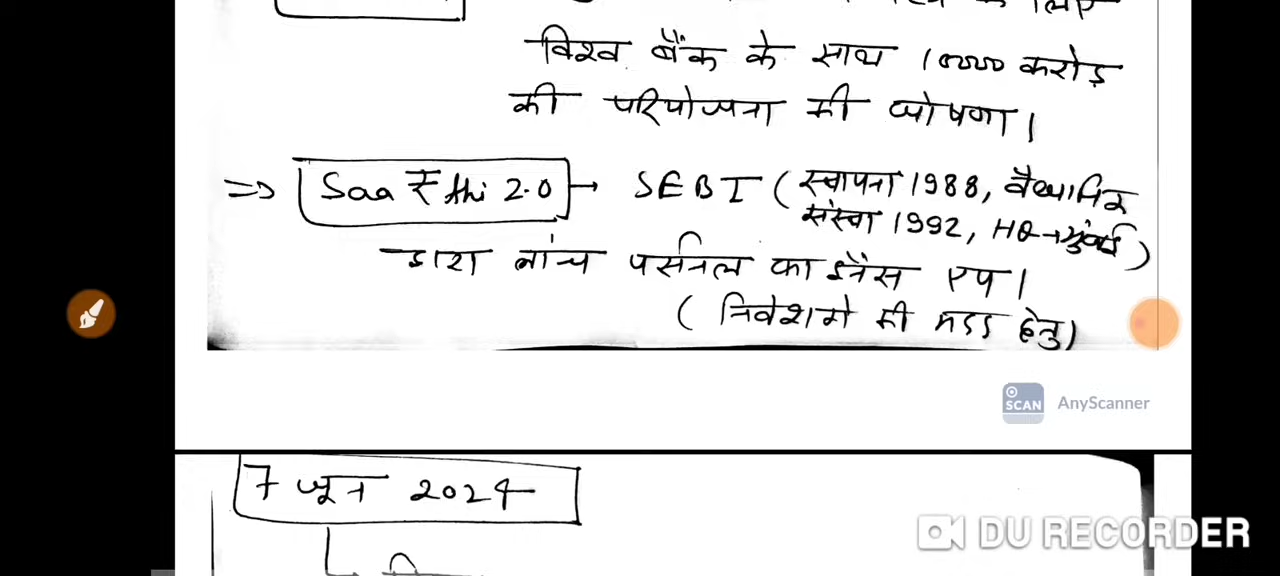 के लिए
विश्व बैंक के साथ 10000 करोड़
की परियोजना की घोषणा।
=> Saa₹thi 2.0 → SEBI (स्थापना 1988, वैधानिक
संस्था 1992, HQ→मुंबई)
द्वारा लांच पर्सनल फाइनेंस एप।
(निवेशको की मदद हेतु)
SCAN AnyScanner
7 जून 2024
DU RECORDER